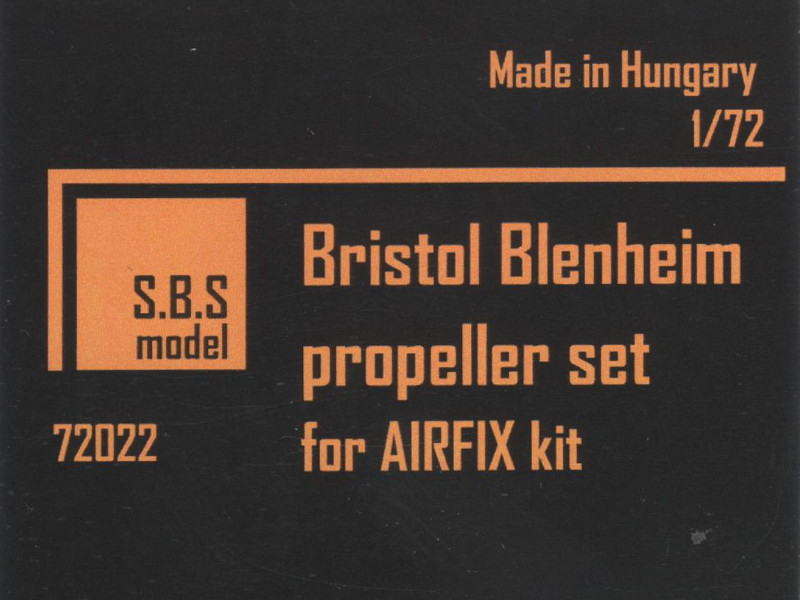 Made in Hungary
1/72
S.B.S
model
Bristol Blenheim
propeller set
for AIRFIX kit
72022